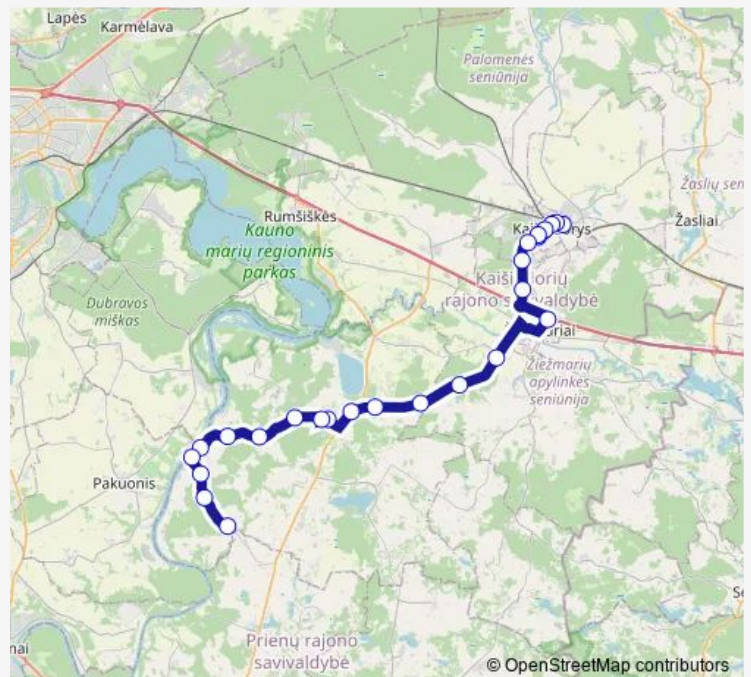 Lapės
Karmėlava
Palomenės
seniūnija
Žaslių sen
Rumšiškės
Žasliai
Kauno
marių regioninis
parkas
rajono s savivaldybė
Dubravos
miškas
Žiežmarių
apylinkės
seniūnija
Pakuonis
Prienų rajono
savivaldybė
© OpenStreetMap contributors